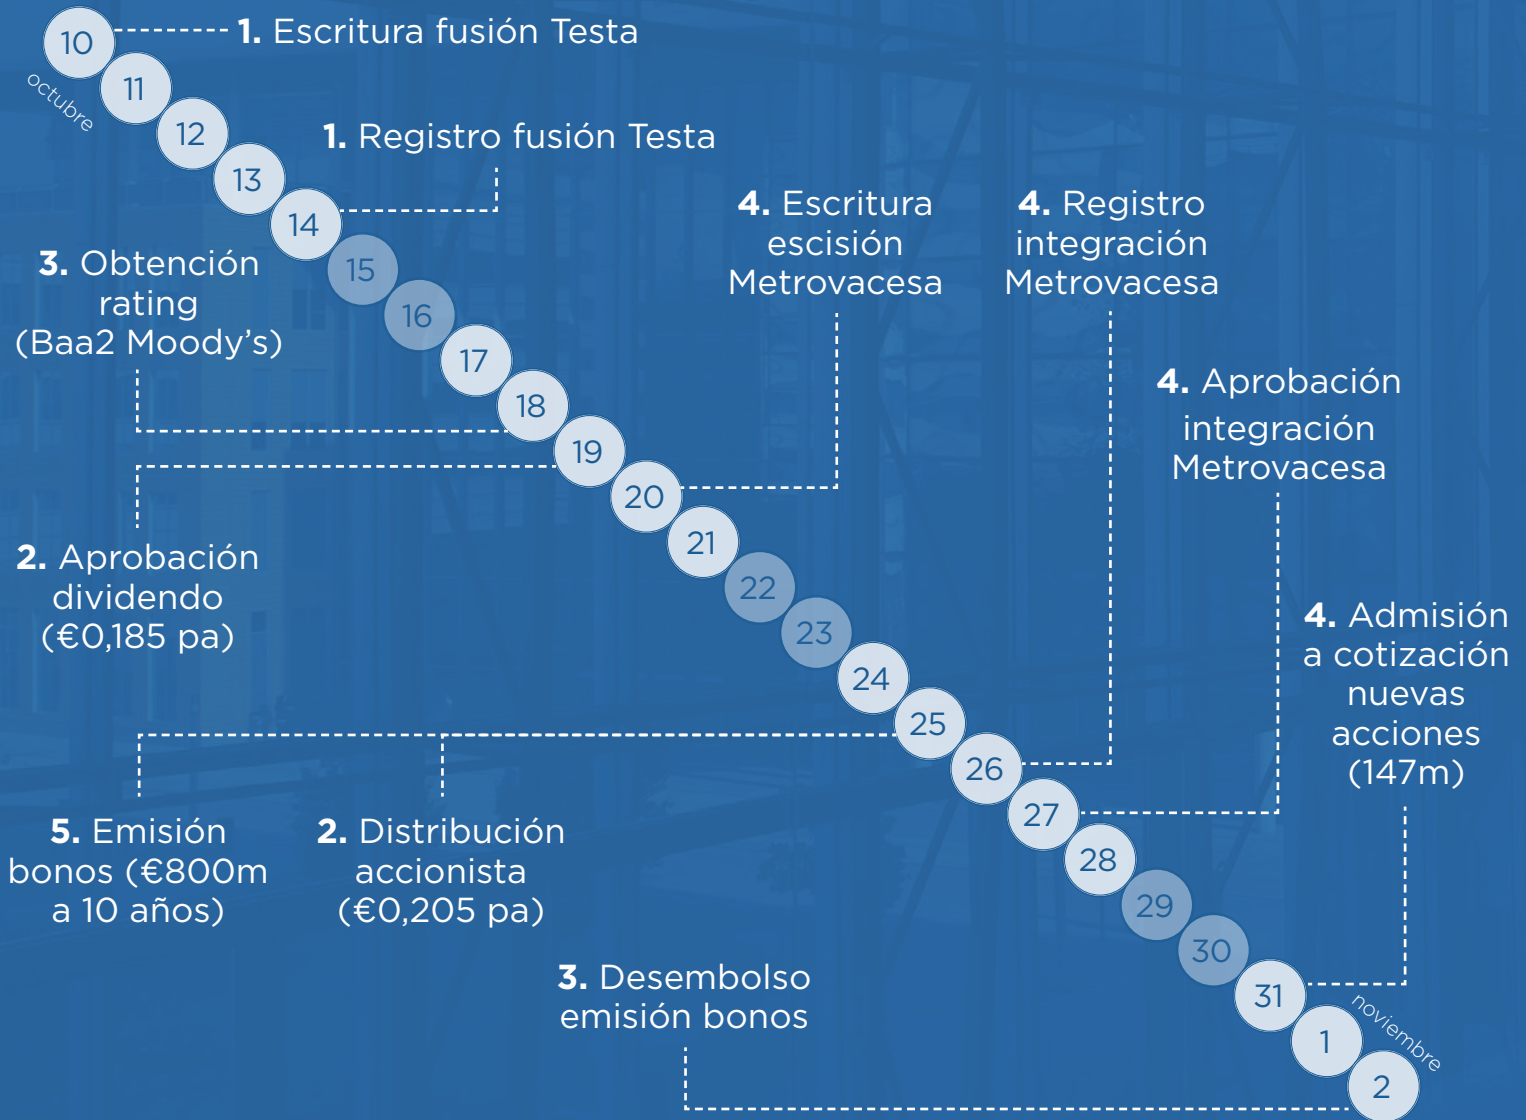 10
octubre
1. Escritura fusión Testa
11
12
1. Registro fusión Testa
13
14
3. Obtención
rating
(Baa2 Moody's)
4. Escritura
escisión
Metrovacesa
4. Registro
integración
Metrovacesa
15
16
17
18
4. Aprobación
integración
Metrovacesa
19
20
21
2. Aprobación
dividendo
(€0,185 pa)
22
23
4. Admisión
a cotización
nuevas
acciones
(147m)
24
25
26
27
5. Emisión
bonos (€800m
a 10 años)
2. Distribución
accionista
(€0,205 pa)
28
29
30
3. Desembolso
emisión bonos
31
noviembre
1
2